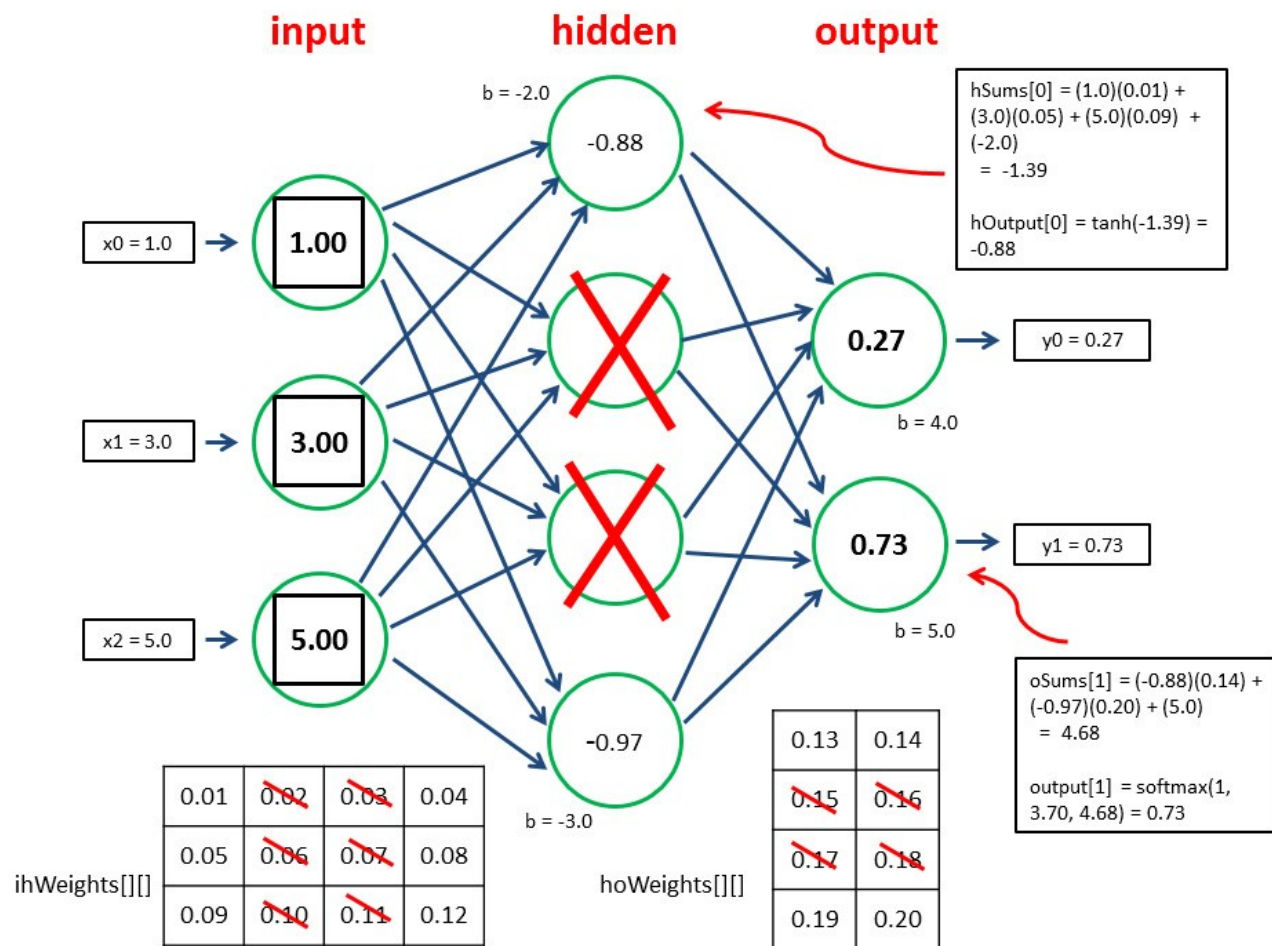 input hidden output
b = -2.0
-0.88
hSums[0] = (1.0)(0.01) +
(3.0)(0.05) + (5.0)(0.09) +
(-2.0)
= -1.39
hOutput[0] = tanh(-1.39) =
-0.88
x0 = 1.0
1.00
0.27
y0 = 0.27
b = 4.0
x1 = 3.0
3.00
0.73
y1 = 0.73
b = 5.0
x2 = 5.0
5.00
oSums[1] = (-0.88)(0.14) +
(-0.97)(0.20) + (5.0)
= 4.68
output[1] = softmax(1,
3.70, 4.68) = 0.73
-0.97
b = -3.0
ihWeights[][]
0.01 0.02 0.03 0.04
0.05 0.06 0.07 0.08
0.09 0.10 0.11 0.12
hoWeights[][]
0.13 0.14
0.15 0.16
0.17 0.18
0.19 0.20